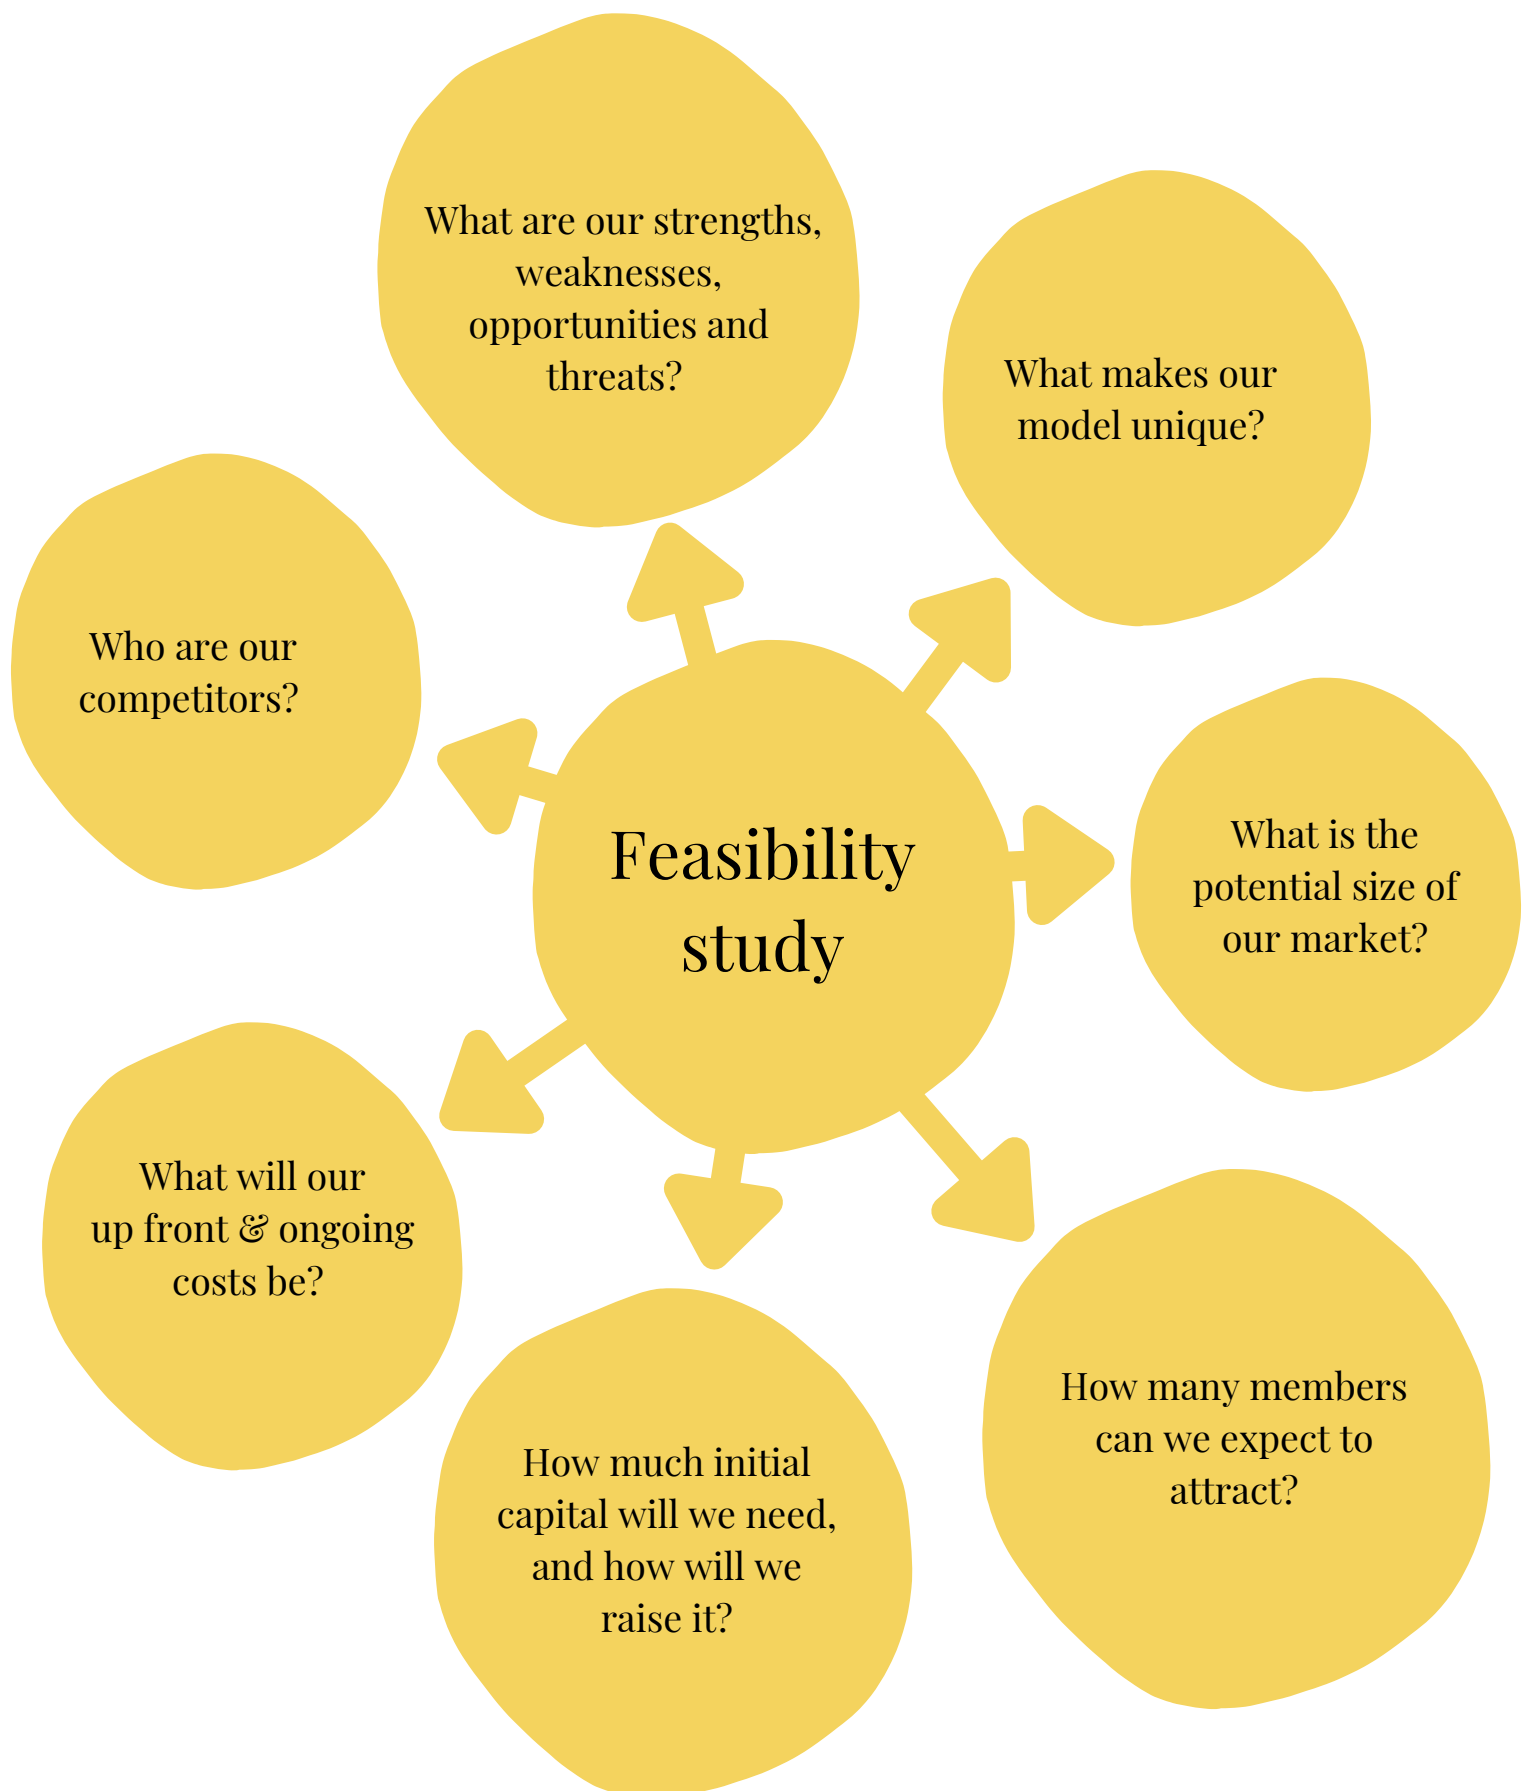 What are our strengths,
weaknesses,
opportunities and
threats?
What makes our
model unique?
Who are our
competitors?
Feasibility
study
What is the
potential size of
our market?
What will our
up front & ongoing
costs be?
How many members
can we expect to
attract?
How much initial
capital will we need,
and how will we
raise it?